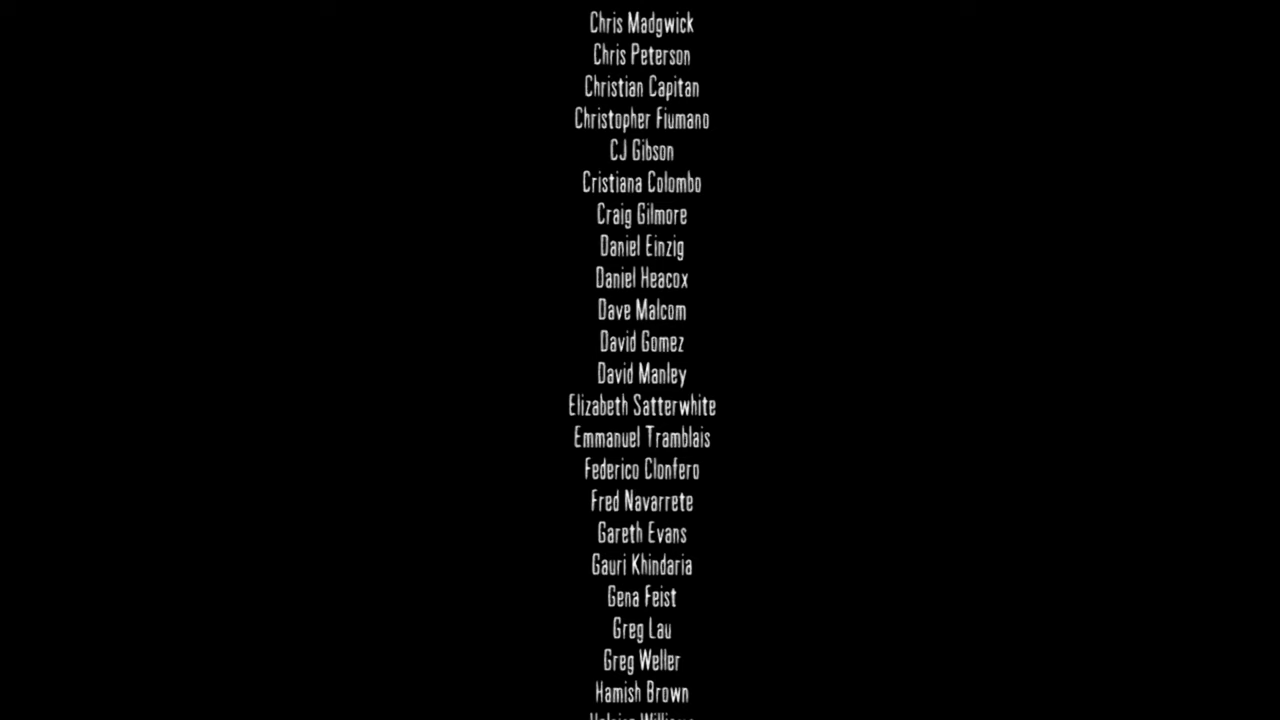 Chris Madgwick
Chris Peterson
Christian Capitan
Christopher Fiumano
CJ Gibson
Cristiana Colombo
Craig Gilmore
Daniel Einzig
Daniel Heacox
Dave Malcom
David Gomez
David Manley
Elizabeth Satterwhite
Emmanuel Tramblais
Federico Clonfero
Fred Navarrete
Gareth Evans
Gauri Khindaria
Gena Feist
Greg Lau
Greg Weller
Hamish Brown